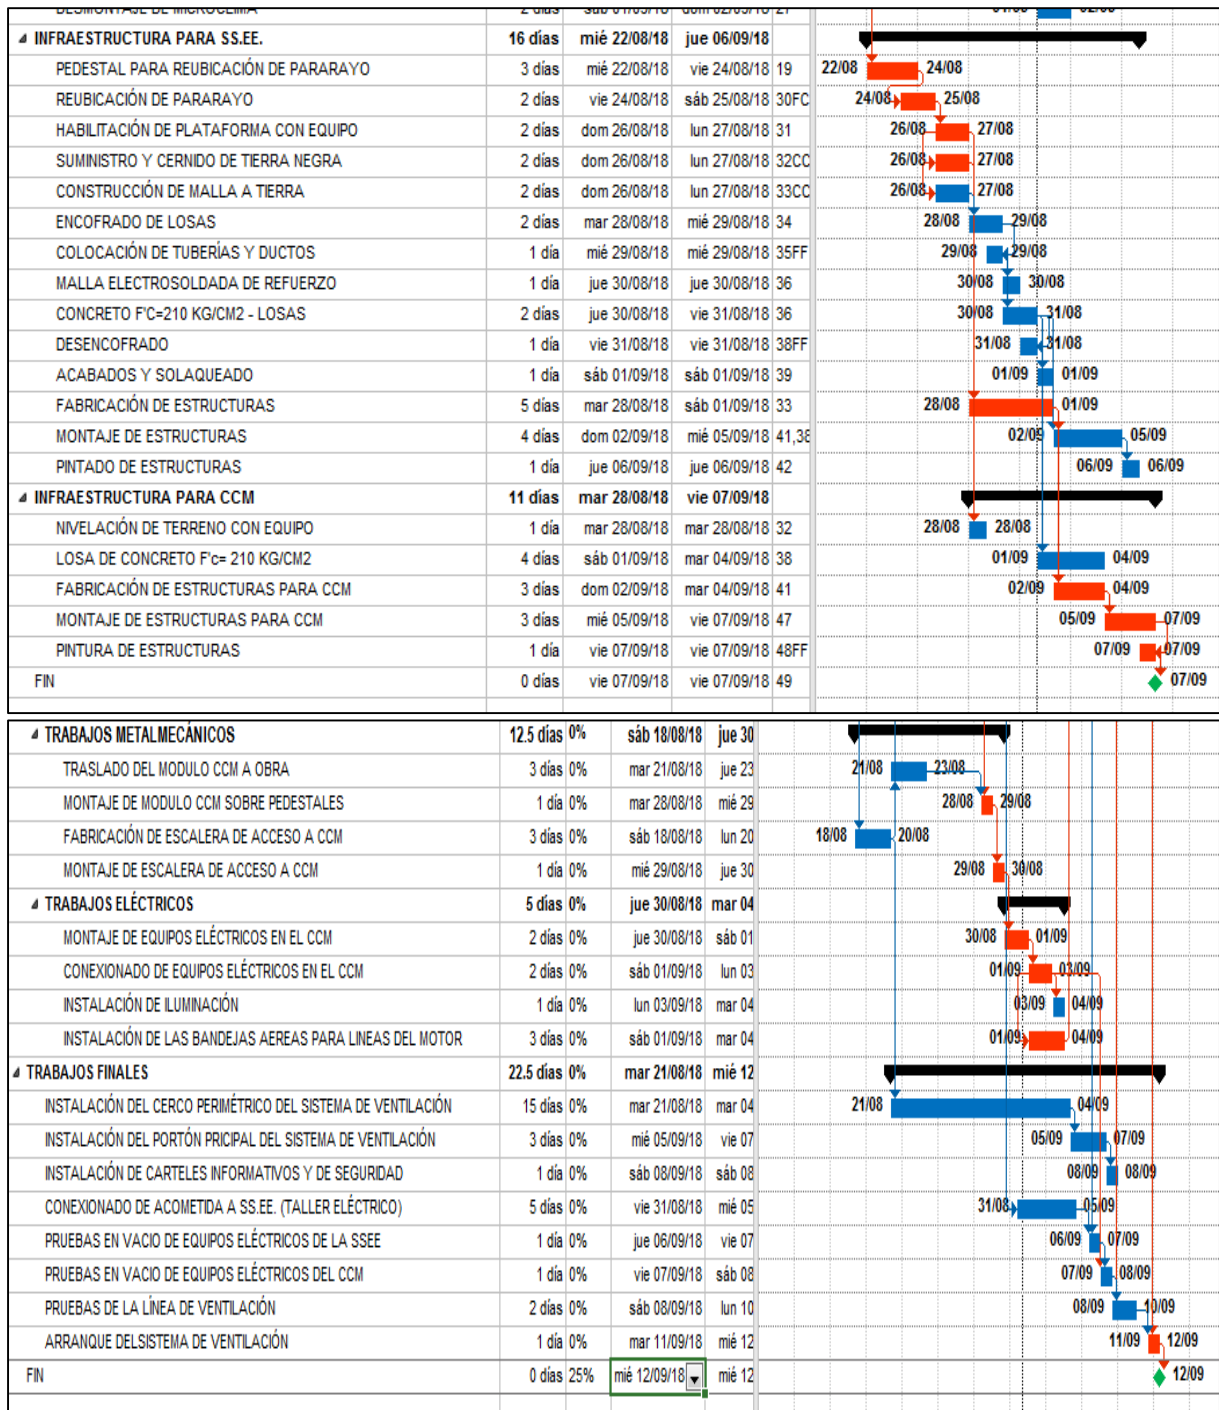 INFRAESTRUCTURA PARA SS.EE. 16 días mié 22/08/18 jue 06/09/18
PEDESTAL PARA REUBICACIÓN DE PARARAYO 3 días mié 22/08/18 vie 24/08/18 19 22/08 24/08
REUBICACIÓN DE PARARAYO 2 días vie 24/08/18 sáb 25/08/18 30FC 24/08 25/08
HABILITACIÓN DE PLATAFORMA CON EQUIPO 2 días dom 26/08/18 lun 27/08/18 31 26/08 27/08
SUMINISTRO Y CERNIDO DE TIERRA NEGRA 2 días dom 26/08/18 lun 27/08/18 32CC 26/08 27/08
CONSTRUCCIÓN DE MALLA A TIERRA 2 días dom 26/08/18 lun 27/08/18 33CC 26/08 27/08
ENCOFRADO DE LOSAS 2 días mar 28/08/18 mié 29/08/18 34 28/08 29/08
COLOCACIÓN DE TUBERÍAS Y DUCTOS 1 día mié 29/08/18 mié 29/08/18 35FF 29/08 29/08
MALLA ELECTROSOLDADA DE REFUERZO 1 día jue 30/08/18 jue 30/08/18 36 30/08 30/08
CONCRETO F'C=210 KG/CM2 - LOSAS 2 días jue 30/08/18 vie 31/08/18 36 30/08 31/08
DESENCOFRADO 1 día vie 31/08/18 vie 31/08/18 38FF 31/08 31/08
ACABADOS Y SOLAQUEADO 1 día sáb 01/09/18 sáb 01/09/18 39 01/09 01/09
FABRICACIÓN DE ESTRUCTURAS 5 días mar 28/08/18 sáb 01/09/18 33 28/08 01/09
MONTAJE DE ESTRUCTURAS 4 días dom 02/09/18 mié 05/09/18 41,38 02/09 05/09
PINTADO DE ESTRUCTURAS 1 día jue 06/09/18 jue 06/09/18 42 06/09 06/09
INFRAESTRUCTURA PARA CCM 11 días mar 28/08/18 vie 07/09/18
NIVELACIÓN DE TERRENO CON EQUIPO 1 día mar 28/08/18 mar 28/08/18 32 28/08 28/08
LOSA DE CONCRETO F'c= 210 KG/CM2 4 días sáb 01/09/18 mar 04/09/18 38 01/09 04/09
FABRICACIÓN DE ESTRUCTURAS PARA CCM 3 días dom 02/09/18 mar 04/09/18 41 02/09 04/09
MONTAJE DE ESTRUCTURAS PARA CCM 3 días mié 05/09/18 vie 07/09/18 47 05/09 07/09
PINTURA DE ESTRUCTURAS 1 día vie 07/09/18 vie 07/09/18 48FF 07/09 07/09
FIN 0 días vie 07/09/18 vie 07/09/18 49 07/09
TRABAJOS METALMECÁNICOS 12.5 días 0% sáb 18/08/18 jue 30
TRASLADO DEL MODULO CCM A OBRA 3 días 0% mar 21/08/18 jue 23 21/08 23/08
MONTAJE DE MODULO CCM SOBRE PEDESTALES 1 día 0% mar 28/08/18 mié 29 28/08 29/08
FABRICACIÓN DE ESCALERA DE ACCESO A CCM 3 días 0% sáb 18/08/18 lun 20 18/08 20/08
MONTAJE DE ESCALERA DE ACCESO A CCM 1 día 0% mié 29/08/18 jue 30 29/08 30/08
TRABAJOS ELÉCTRICOS 5 días 0% jue 30/08/18 mar 04
MONTAJE DE EQUIPOS ELÉCTRICOS EN EL CCM 2 días 0% jue 30/08/18 sáb 01 30/08 01/09
CONEXIONADO DE EQUIPOS ELÉCTRICOS EN EL CCM 2 días 0% sáb 01/09/18 lun 03 01/09 03/09
INSTALACIÓN DE ILUMINACIÓN 1 día 0% lun 03/09/18 mar 04 03/09 04/09
INSTALACIÓN DE LAS BANDEJAS AEREAS PARA LINEAS DEL MOTOR 3 días 0% sáb 01/09/18 mar 04 01/09 04/09
TRABAJOS FINALES 22.5 días 0% mar 21/08/18 mié 12
INSTALACIÓN DEL CERCO PERIMÉTRICO DEL SISTEMA DE VENTILACIÓN 15 días 0% mar 21/08/18 mar 04 21/08 04/09
INSTALACIÓN DEL PORTÓN PRICIPAL DEL SISTEMA DE VENTILACIÓN 3 días 0% mié 05/09/18 vie 07 05/09 07/09
INSTALACIÓN DE CARTELES INFORMATIVOS Y DE SEGURIDAD 1 día 0% sáb 08/09/18 sáb 08 08/09 08/09
CONEXIONADO DE ACOMETIDA A SS.EE. (TALLER ELÉCTRICO) 5 días 0% vie 31/08/18 mié 05 31/08 05/09
PRUEBAS EN VACIO DE EQUIPOS ELÉCTRICOS DE LA SSEE 1 día 0% jue 06/09/18 vie 07 06/09 07/09
PRUEBAS EN VACIO DE EQUIPOS ELÉCTRICOS DEL CCM 1 día 0% vie 07/09/18 sáb 08 07/09 08/09
PRUEBAS DE LA LÍNEA DE VENTILACIÓN 2 días 0% sáb 08/09/18 lun 10 08/09 10/09
ARRANQUE DELSISTEMA DE VENTILACIÓN 1 día 0% mar 11/09/18 mié 12 11/09 12/09
FIN 0 días 25% mié 12/09/18 mié 12 12/09